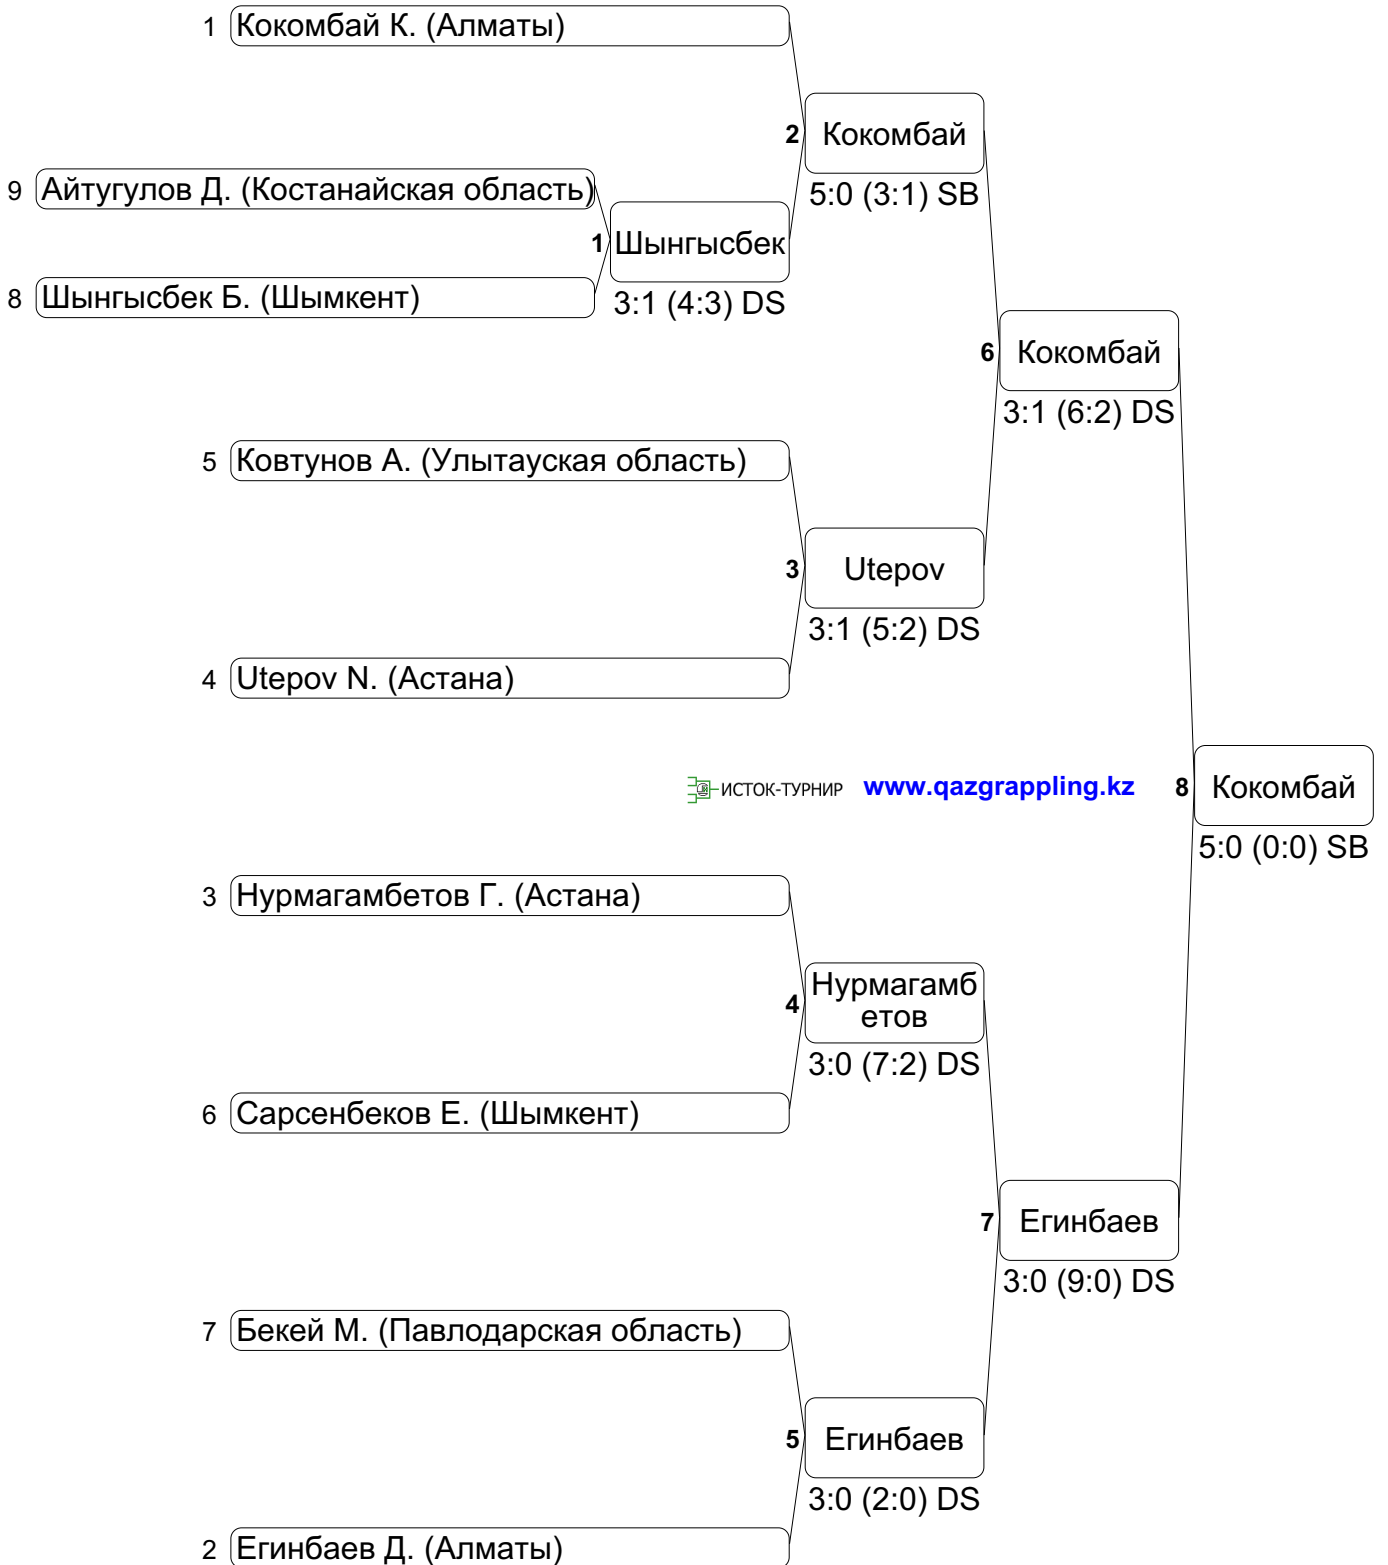 1 Кокомбай К. (Алматы)
2 Кокомбай
5:0 (3:1) SB
9 Айтугулов Д. (Костанайская область)
1 Шынгысбек
3:1 (4:3) DS
8 Шынгысбек Б. (Шымкент)
6 Кокомбай
3:1 (6:2) DS
5 Ковтунов А. (Улытауская область)
3 Utepov
3:1 (5:2) DS
4 Utepov N. (Астана)
ИСТОК-ТУРНИР www.qazgrappling.kz
8 Кокомбай
5:0 (0:0) SB
3 Нурмагамбетов Г. (Астана)
4 Нурмагамб
етов
3:0 (7:2) DS
6 Сарсенбеков Е. (Шымкент)
7 Егинбаев
3:0 (9:0) DS
7 Бекей М. (Павлодарская область)
5 Егинбаев
3:0 (2:0) DS
2 Егинбаев Д. (Алматы)